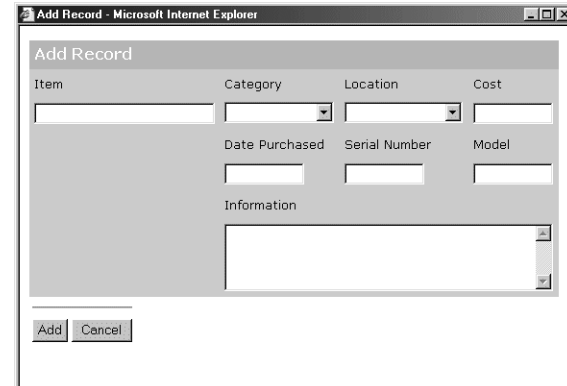 Add Record - Microsoft Internet Explorer
Add Record
Item Category Location Cost
Date Purchased Serial Number Model
Information
Add Cancel